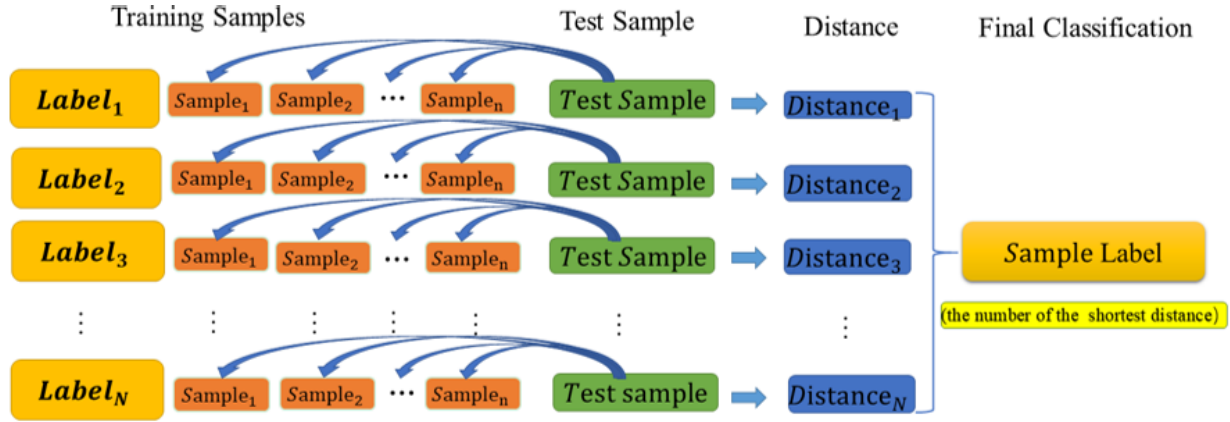 Training Samples Test Sample Distance Final Classification
Label₁ Sample₁ Sample₂ ... Sampleₙ Test Sample Distance₁
Label₂ Sample₁ Sample₂ ... Sampleₙ Test Sample Distance₂
Label₃ Sample₁ Sample₂ ... Sampleₙ Test Sample Distance₃
Sample Label
(the number of the shortest distance)
Label_N Sample₁ Sample₂ ... Sampleₙ Test sample Distance_N